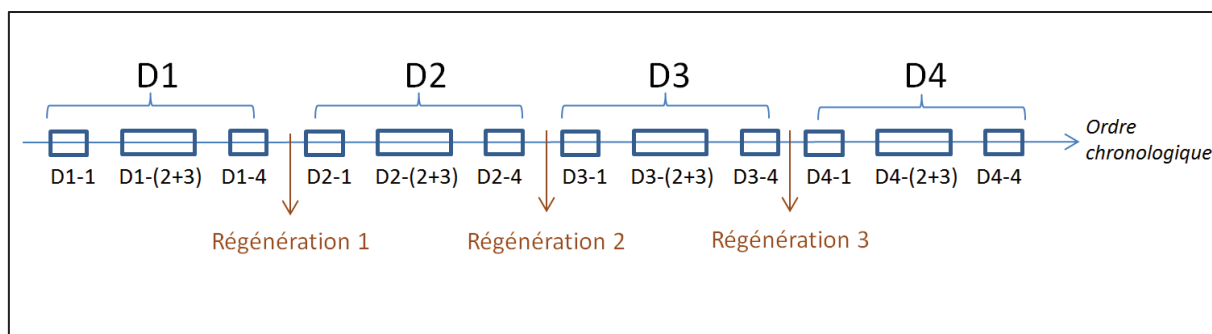 D1 D2 D3 D4
Ordre
chronologique
D1-1 D1-(2+3) D1-4 D2-1 D2-(2+3) D2-4 D3-1 D3-(2+3) D3-4 D4-1 D4-(2+3) D4-4
Régénération 1 Régénération 2 Régénération 3